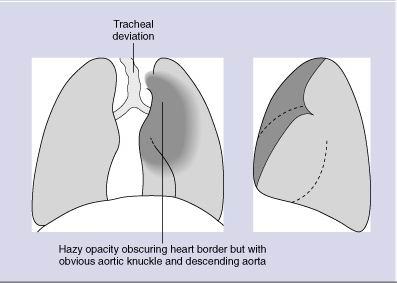 Tracheal
deviation
Hazy opacity obscuring heart border but with
obvious aortic knuckle and descending aorta